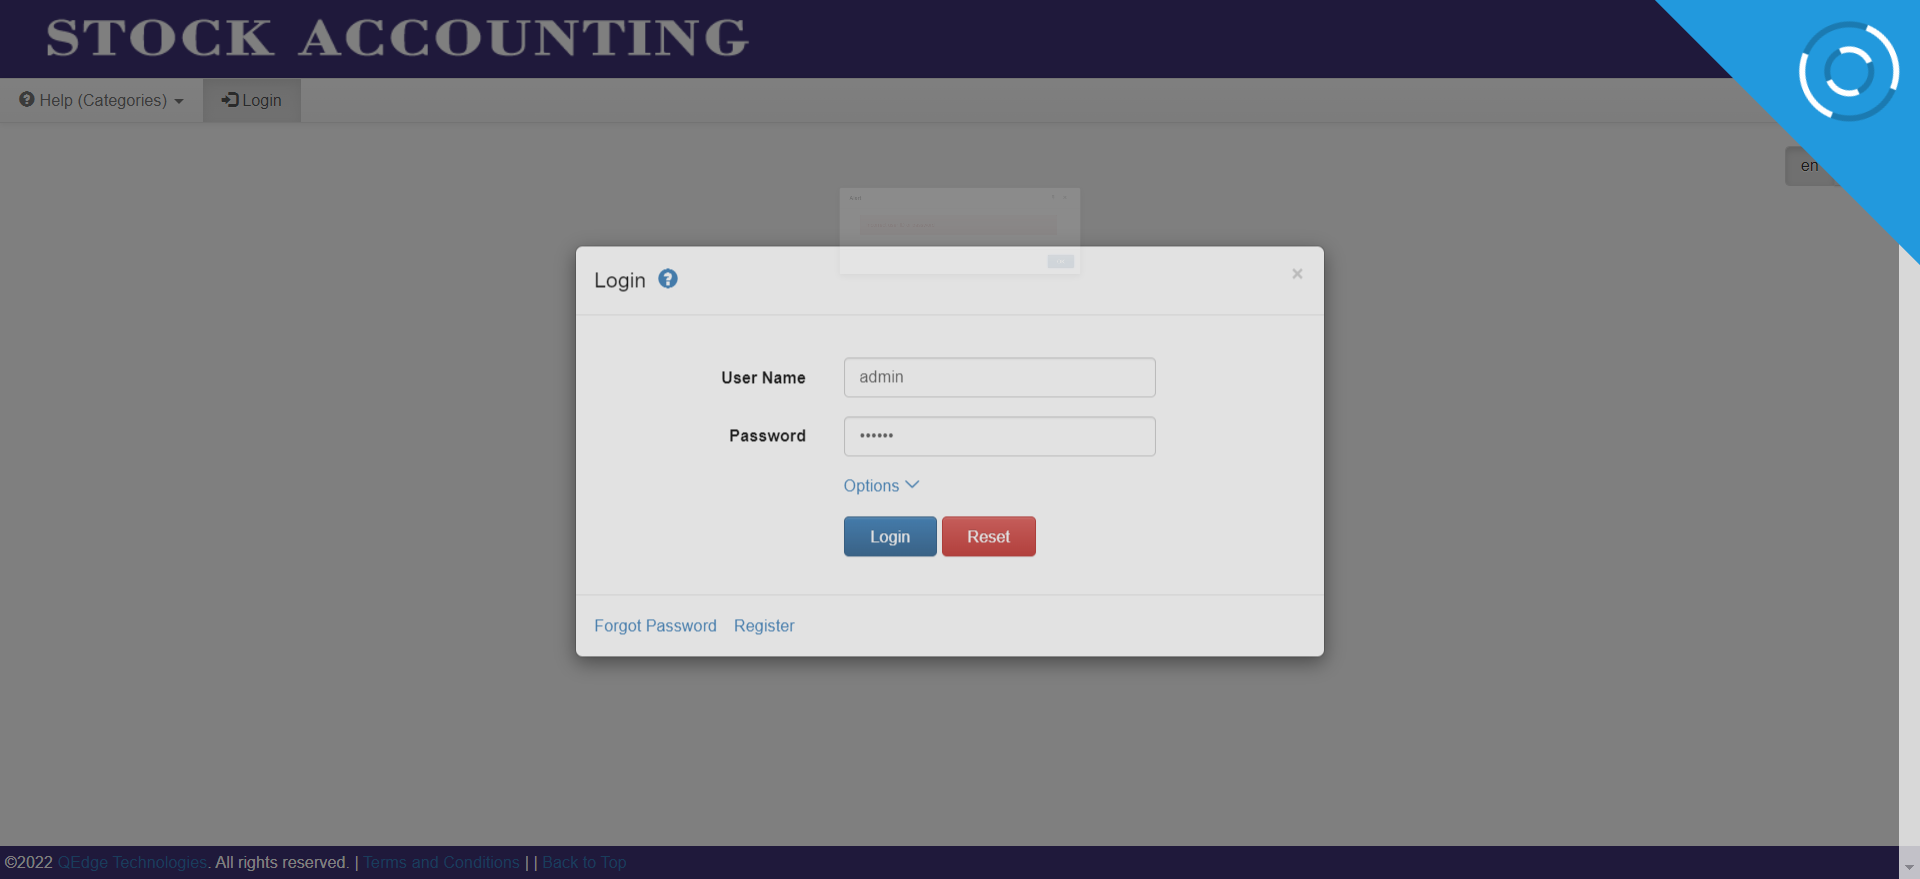 STOCK ACCOUNTING
Help (Categories)
Login
en
Login
User Name
admin
Password
••••••
Options
Login
Reset
Forgot Password
Register
©2022 QEdge Technologies. All rights reserved. | Terms and Conditions | | Back to Top